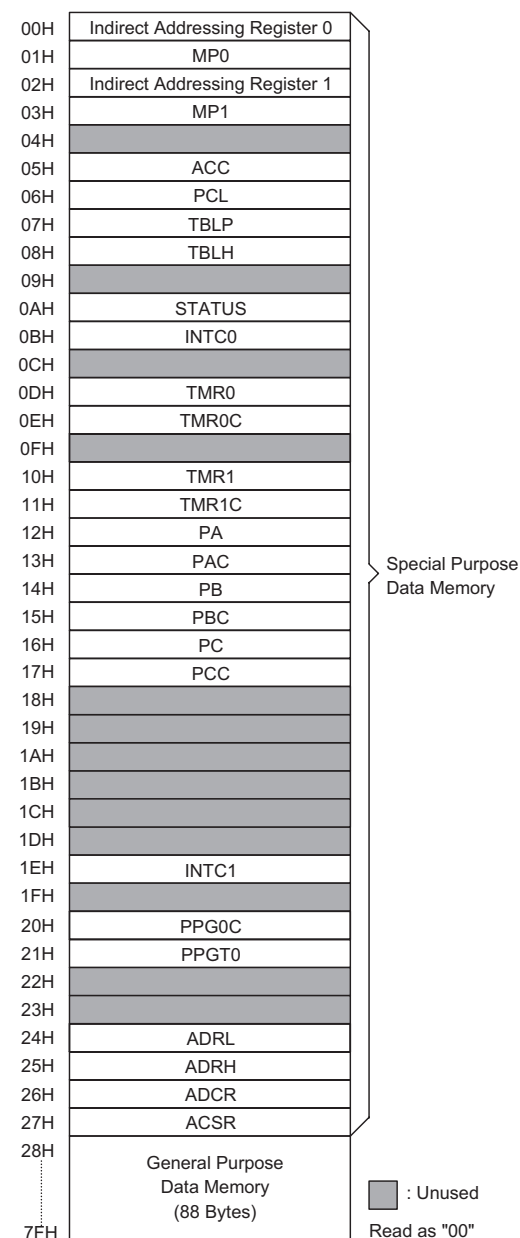 00H Indirect Addressing Register 0
01H MP0
02H Indirect Addressing Register 1
03H MP1
04H
05H ACC
06H PCL
07H TBLP
08H TBLH
09H
0AH STATUS
0BH INTC0
0CH
0DH TMR0
0EH TMR0C
0FH
10H TMR1
11H TMR1C
12H PA
13H PAC
14H PB
15H PBC
16H PC
17H PCC
18H
19H
1AH
1BH
1CH
1DH
1EH INTC1
1FH
20H PPG0C
21H PPGT0
22H
23H
24H ADRL
25H ADRH
26H ADCR
27H ACSR
28H
7FH
General Purpose
Data Memory
(88 Bytes)
Special Purpose
Data Memory
: Unused
Read as "00"